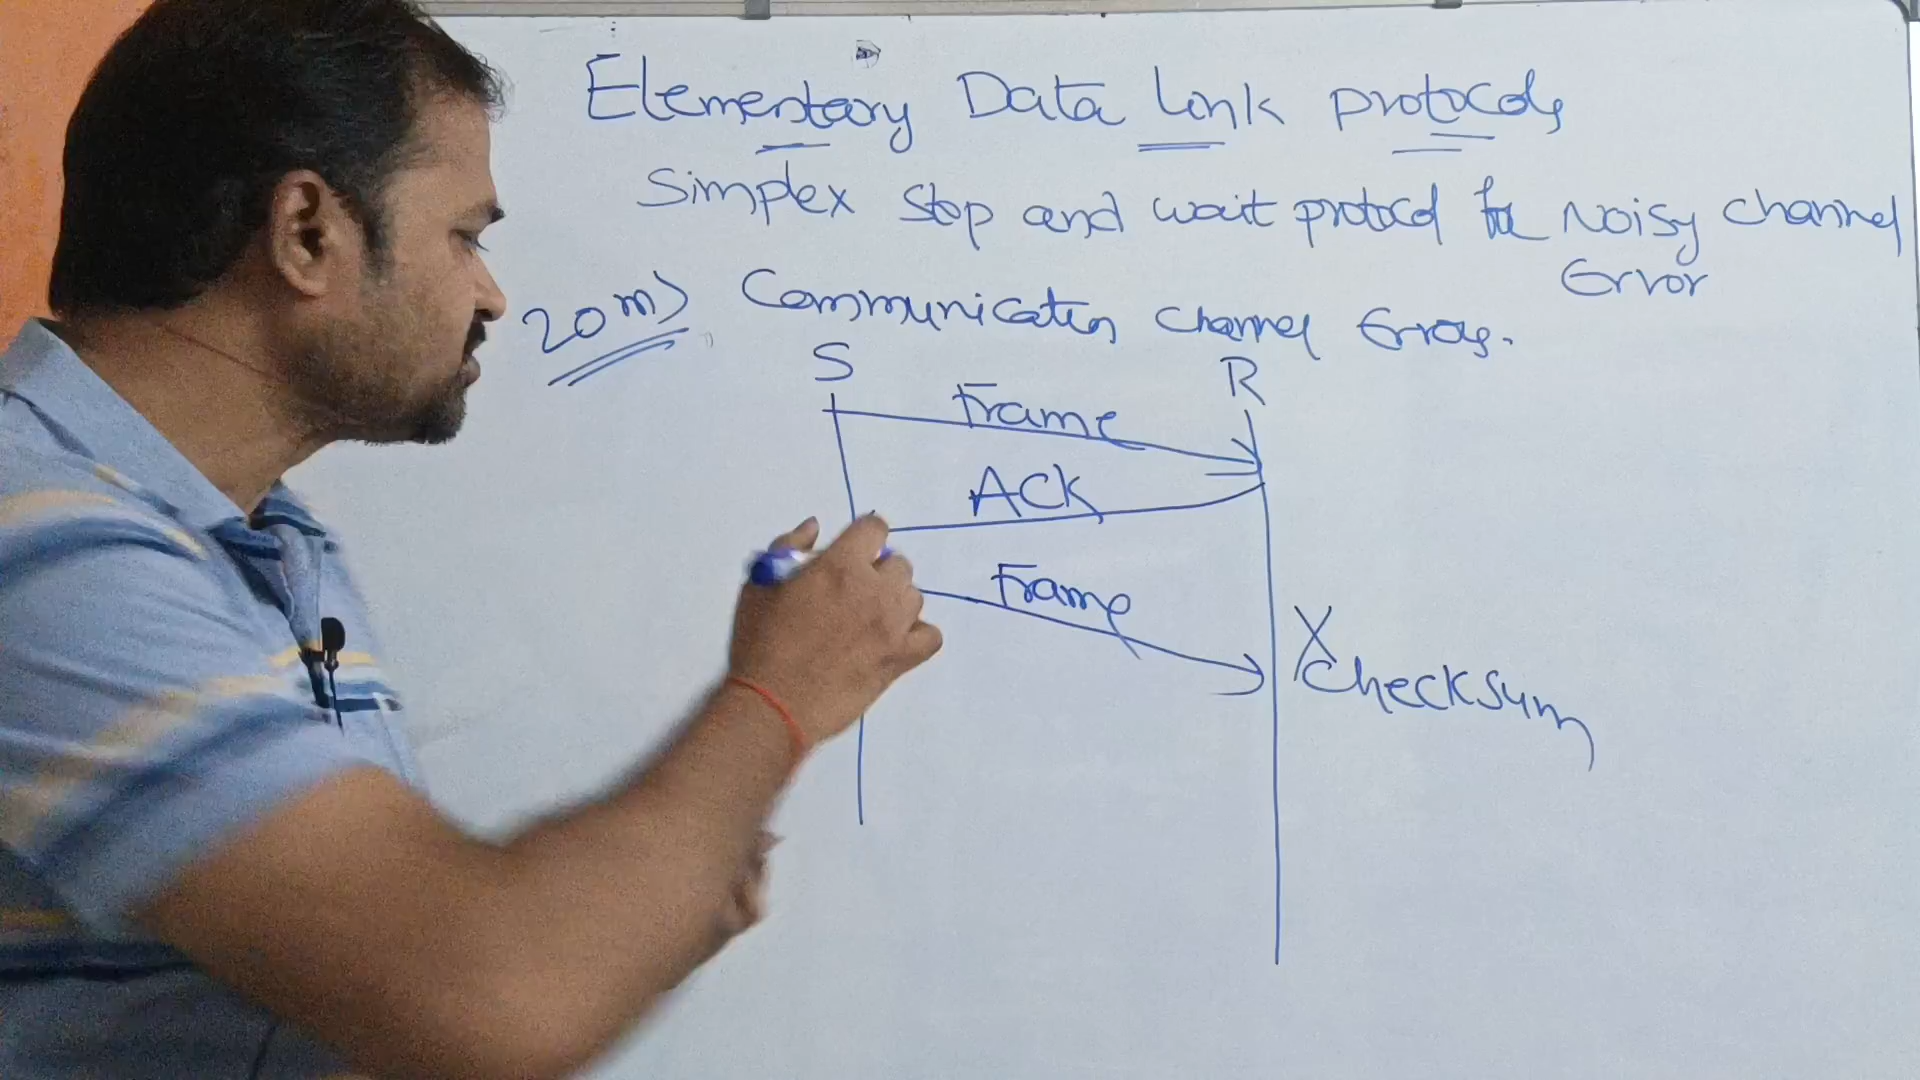 Elementary Data link protocols
Simplex stop and wait protocol for Noisy channel
Error
20 ms Communication channel Errors.
S
R
Frame
ACK
Frame
X
checksum